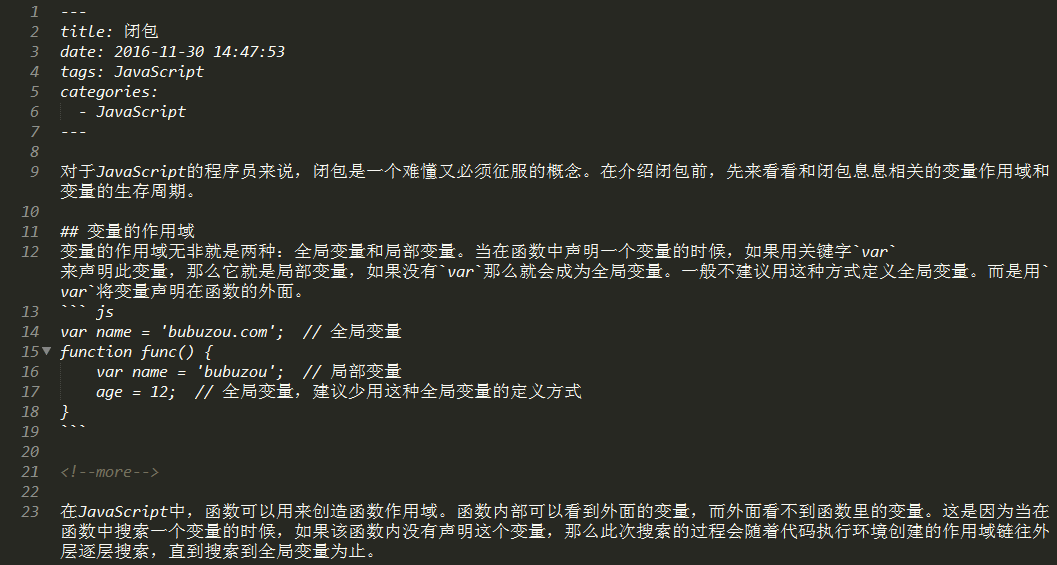 1 ---
2 title: 闭包
3 date: 2016-11-30 14:47:53
4 tags: JavaScript
5 categories:
6   - JavaScript
7 ---
8
9 对于JavaScript的程序员来说，闭包是一个难懂又必须征服的概念。在介绍闭包前，先来看看和闭包息息相关的变量作用域和
变量的生存周期。
10
11 ## 变量的作用域
12 变量的作用域无非就是两种：全局变量和局部变量。当在函数中声明一个变量的时候，如果用关键字`var`
来声明此变量，那么它就是局部变量，如果没有`var`那么就会成为全局变量。一般不建议用这种方式定义全局变量。而是用`
var`将变量声明在函数的外面。
13 ``` js
14 var name = 'bubuzou.com';  // 全局变量
15 function func() {
16     var name = 'bubuzou';  // 局部变量
17     age = 12;  // 全局变量，建议少用这种全局变量的定义方式
18 }
19 ```
20
21 <!--more-->
22
23 在JavaScript中，函数可以用来创造函数作用域。函数内部可以看到外面的变量，而外面看不到函数里的变量。这是因为当在
函数中搜索一个变量的时候，如果该函数内没有声明这个变量，那么此次搜索的过程会随着代码执行环境创建的作用域链往外
层逐层搜索，直到搜索到全局变量为止。